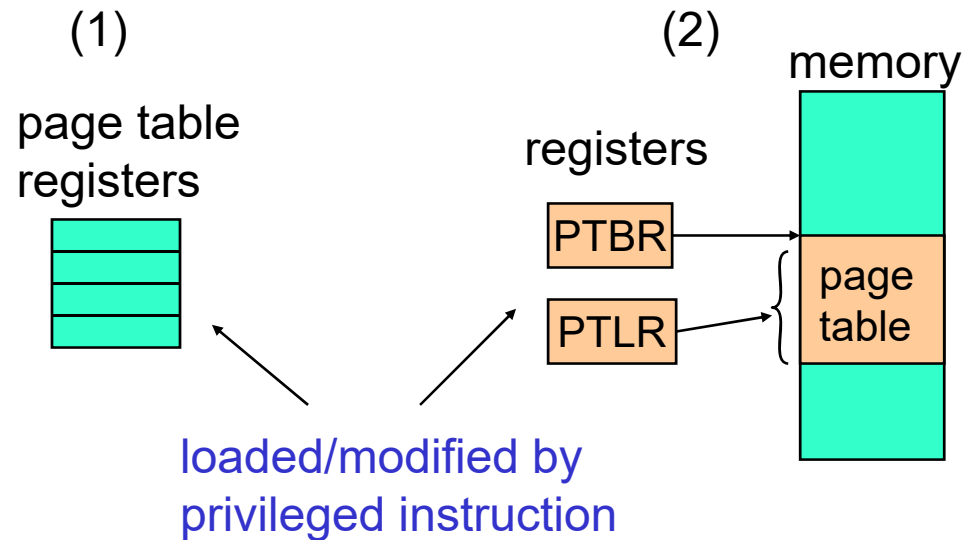 (1)
page table
registers
(2)
memory
registers
PTBR
PTLR
page
table
loaded/modified by
privileged instruction